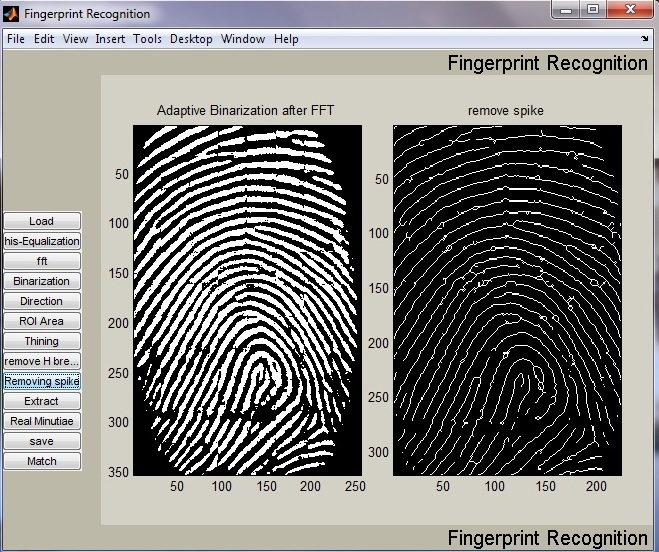 Fingerprint Recognition
File Edit View Insert Tools Desktop Window Help
Fingerprint Recognition
Adaptive Binarization after FFT
remove spike
50
100
150
200
250
300
350
50 100 150 200 250
50
100
150
200
250
300
50 100 150 200
Load
his-Equalization
fft
Binarization
Direction
ROI Area
Thining
remove H bre...
Removing spike
Extract
Real Minutiae
save
Match
Fingerprint Recognition